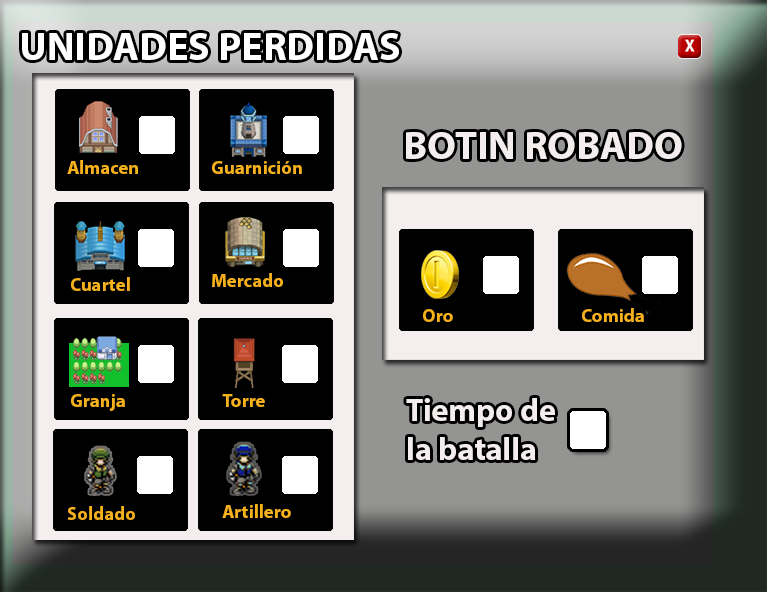 UNIDADES PERDIDAS
X
Almacen
Guarnición
Cuartel
Mercado
Granja
Torre
Soldado
Artillero
BOTIN ROBADO
Oro
Comida
Tiempo de
la batalla